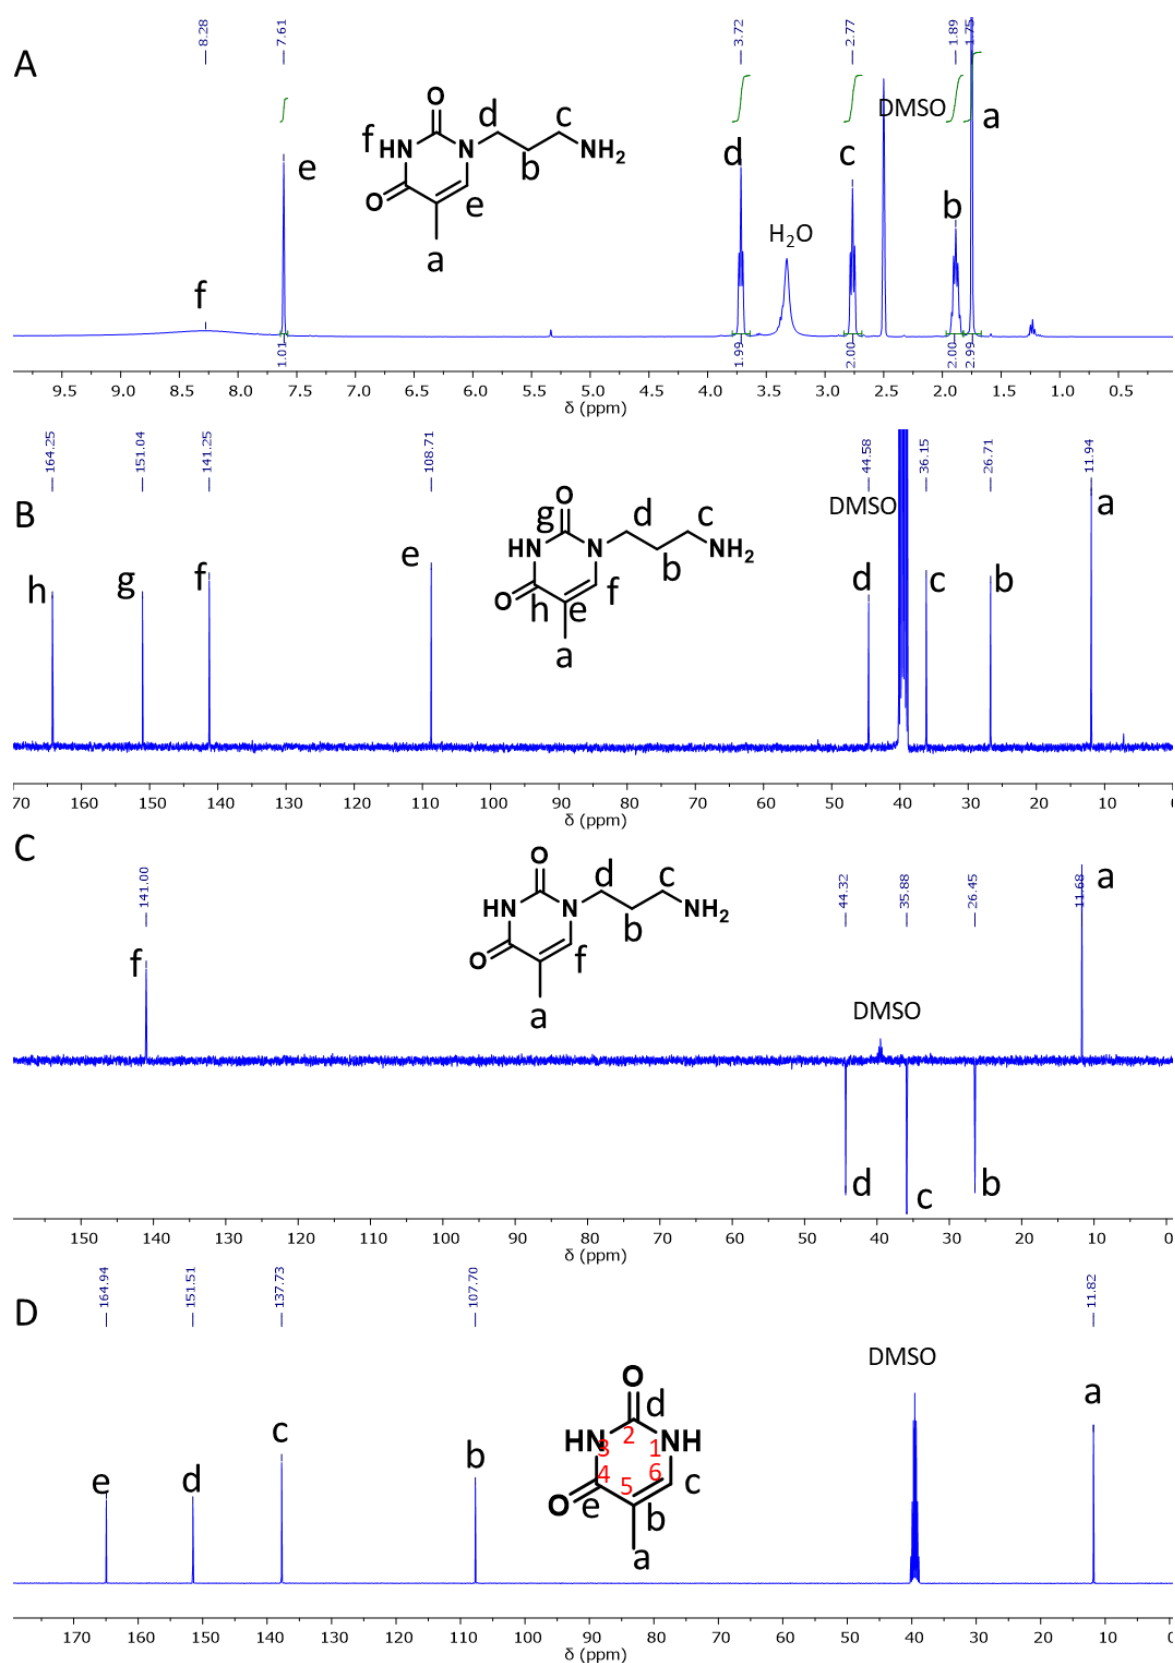 A
8.28 7.61 3.72 2.77 1.89 1.75
DMSO
a
O
d c
f HN N NH₂
b
e
O
e
a
d
c
H₂O
b
f
1.01 1.99 2.00 2.00 2.99
9.5 9.0 8.5 8.0 7.5 7.0 6.5 6.0 5.5 5.0 4.5 4.0 3.5 3.0 2.5 2.0 1.5 1.0 0.5
δ (ppm)
B
164.25 151.04 141.25 108.71 44.58 36.15 26.71 11.94
DMSO
a
O
g d c
HN N NH₂
b
f
O h e
a
h g f e d c b
70 160 150 140 130 120 110 100 90 80 70 60 50 40 30 20 10 0
δ (ppm)
C
141.00 44.32 35.88 26.45 11.68
a
O
d c
HN N NH₂
b
O f
a
f
DMSO
d c b
150 140 130 120 110 100 90 80 70 60 50 40 30 20 10 0
δ (ppm)
D
164.94 151.51 137.73 107.70 11.82
DMSO
a
O
d
2
HN 3 1 NH
4 6
5 c
O e b
a
e d c b
170 160 150 140 130 120 110 100 90 80 70 60 50 40 30 20 10 0
δ (ppm)